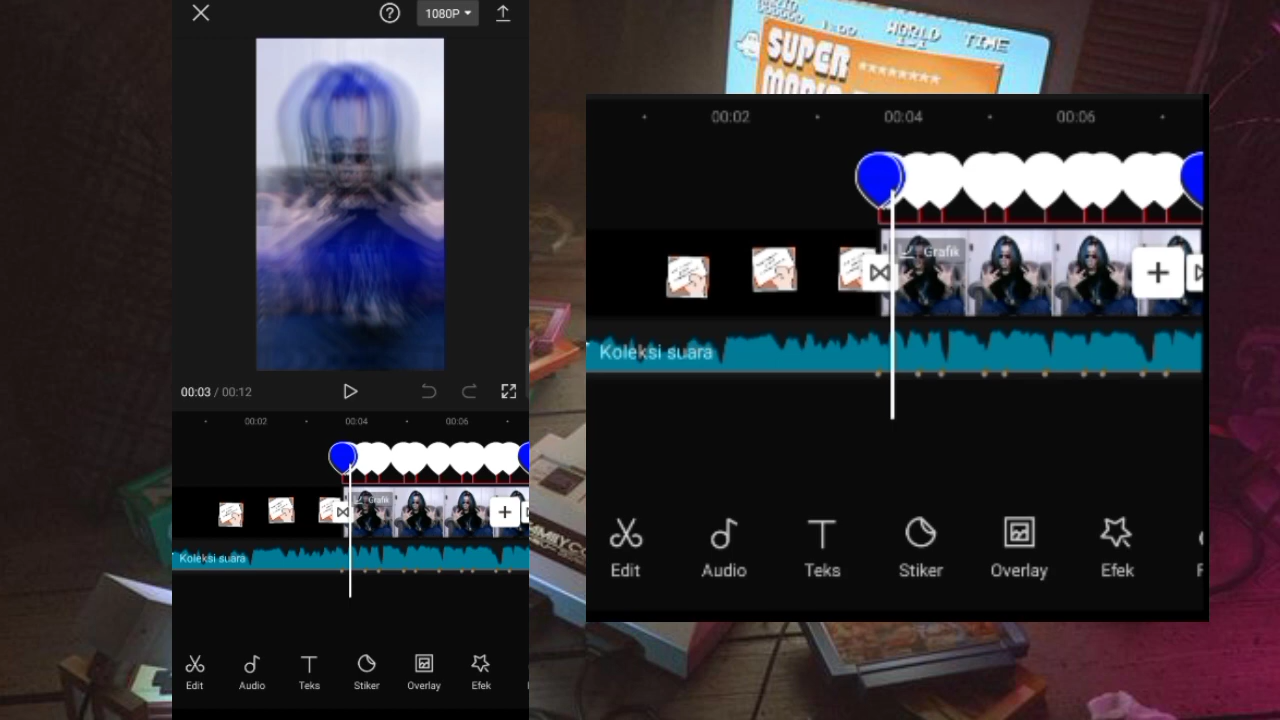 1080P
00:03 / 00:12
00:02
00:04
00:06
Grafik
Koleksi suara
Edit
Audio
Teks
Stiker
Overlay
Efek
WORLD
TIME
SUPER
MARIO
00:02
00:04
00:06
Grafik
Koleksi suara
Edit
Audio
Teks
Stiker
Overlay
Efek